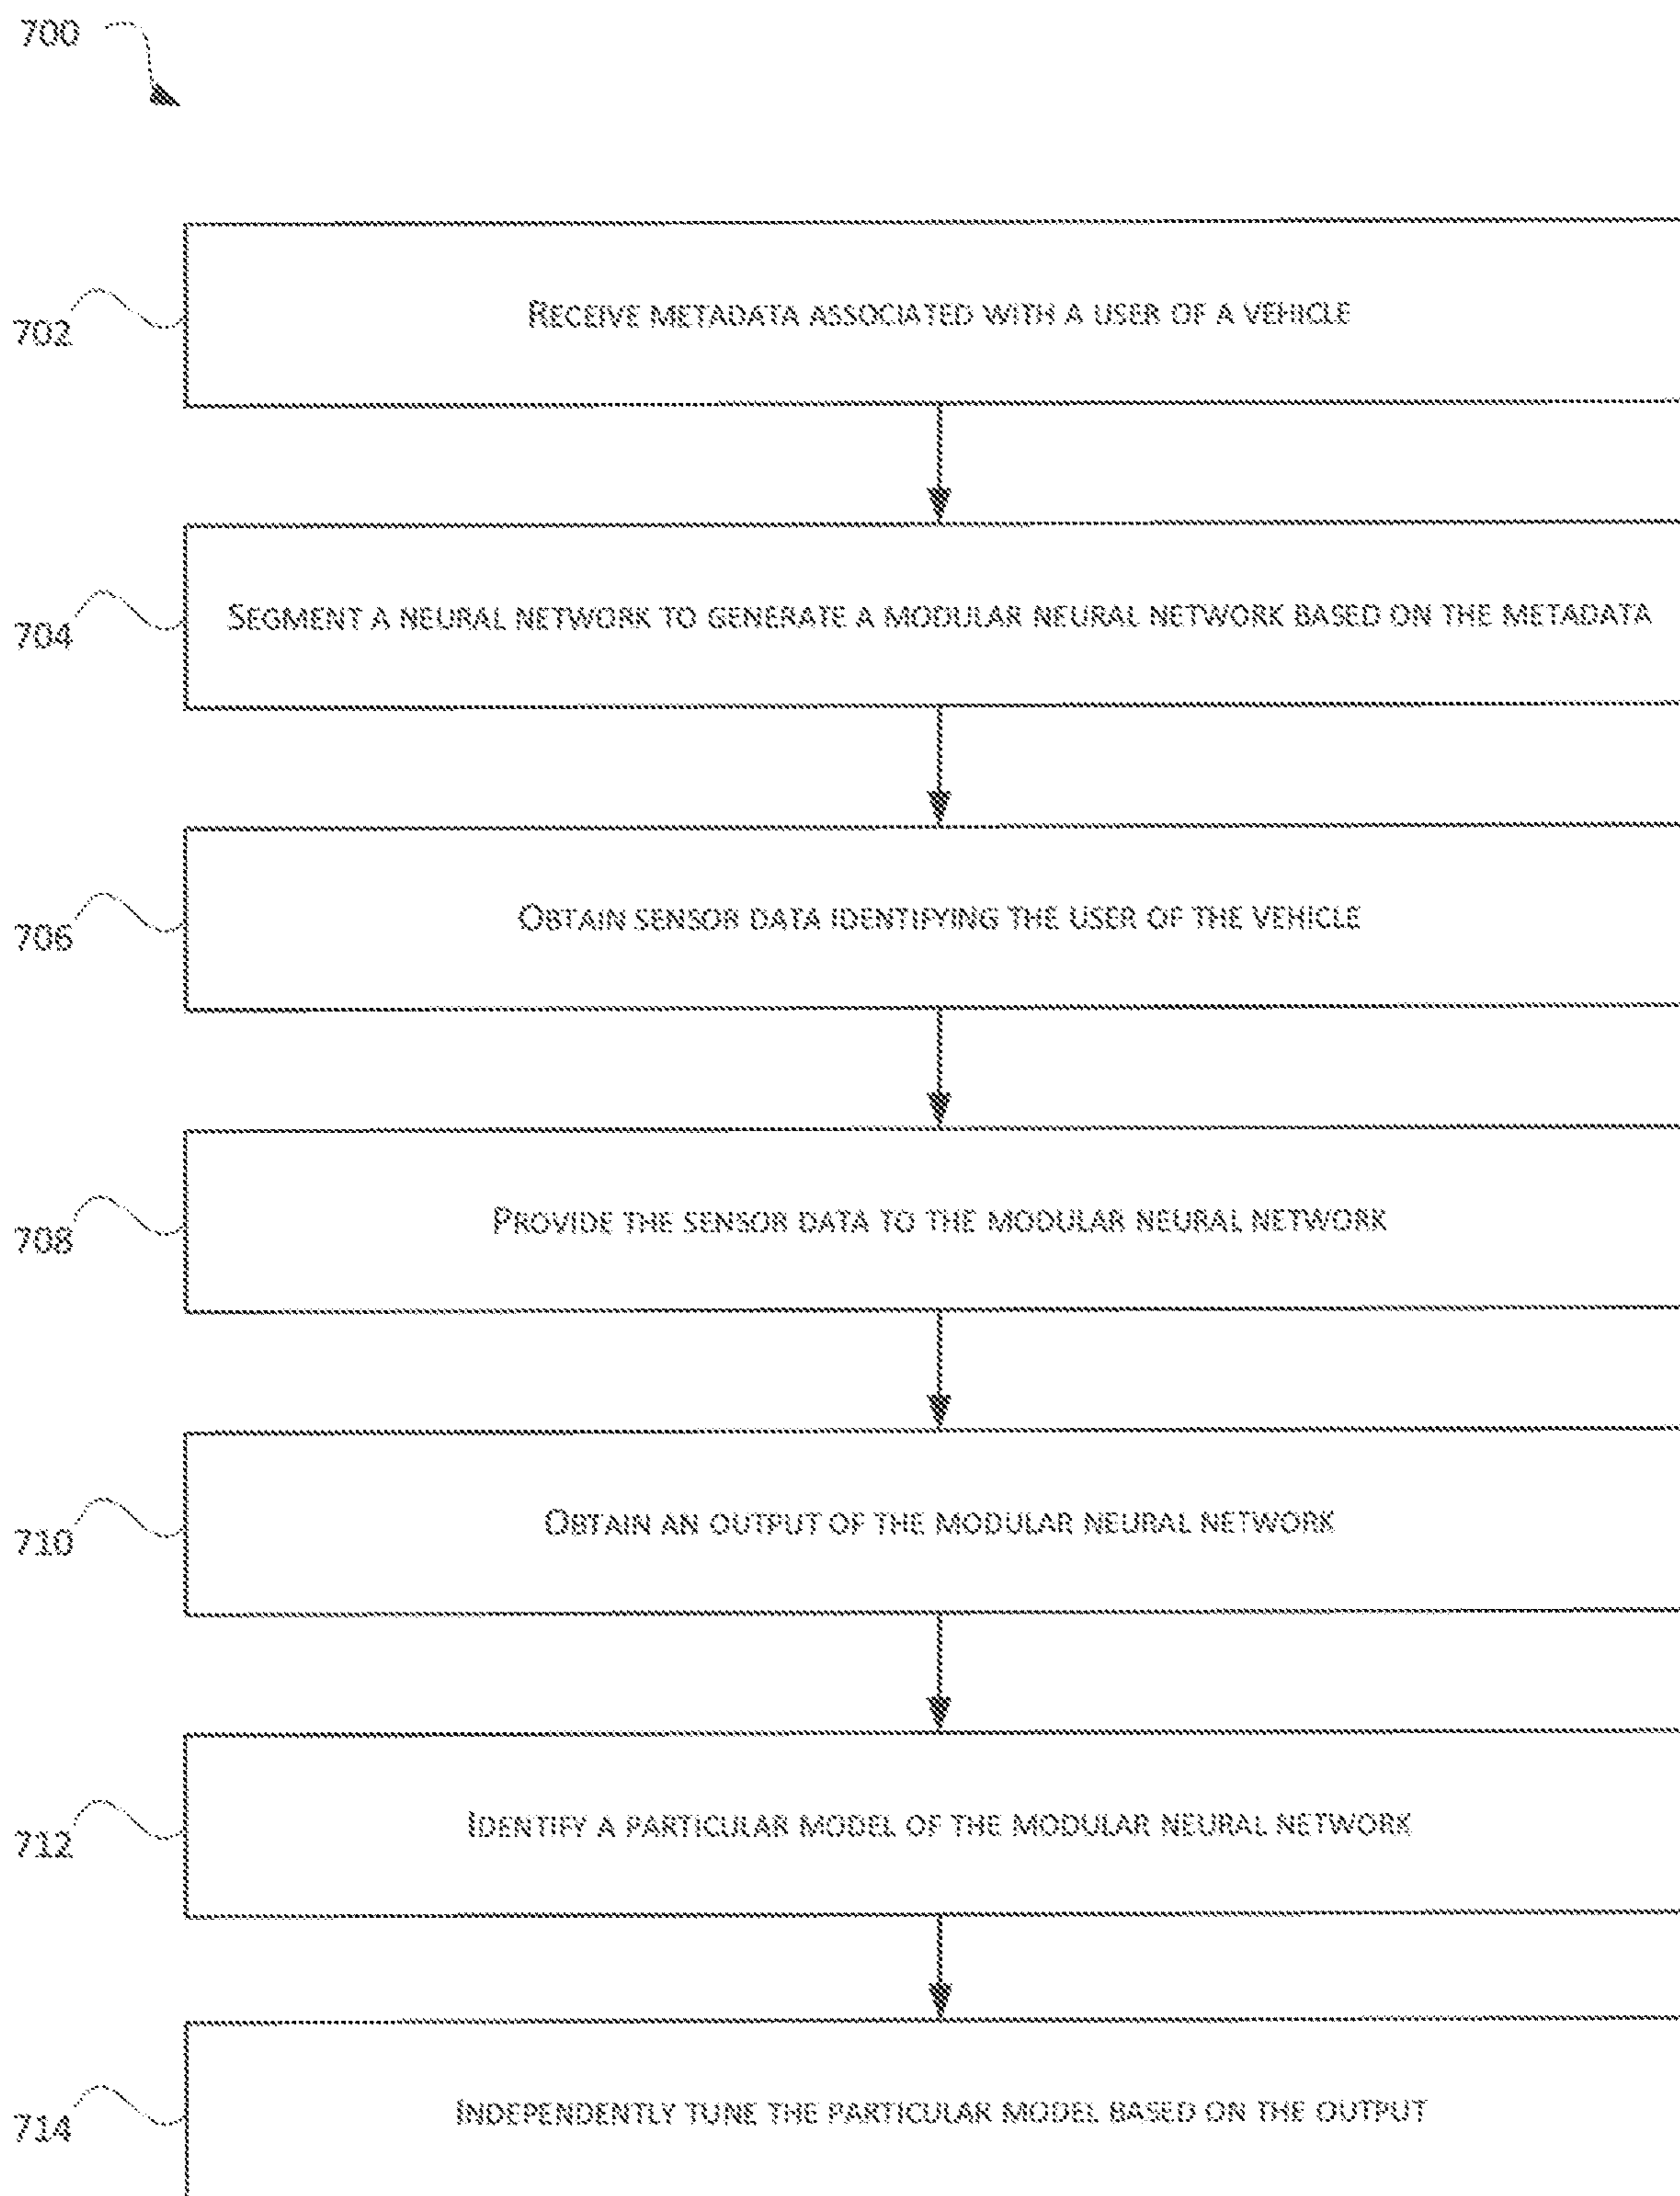 700
702
RECEIVE METADATA ASSOCIATED WITH A USER OF A VEHICLE
704
SEGMENT A NEURAL NETWORK TO GENERATE A MODULAR NEURAL NETWORK BASED ON THE METADATA
706
OBTAIN SENSOR DATA IDENTIFYING THE USER OF THE VEHICLE
708
PROVIDE THE SENSOR DATA TO THE MODULAR NEURAL NETWORK
710
OBTAIN AN OUTPUT OF THE MODULAR NEURAL NETWORK
712
IDENTIFY A PARTICULAR MODEL OF THE MODULAR NEURAL NETWORK
714
INDEPENDENTLY TUNE THE PARTICULAR MODEL BASED ON THE OUTPUT